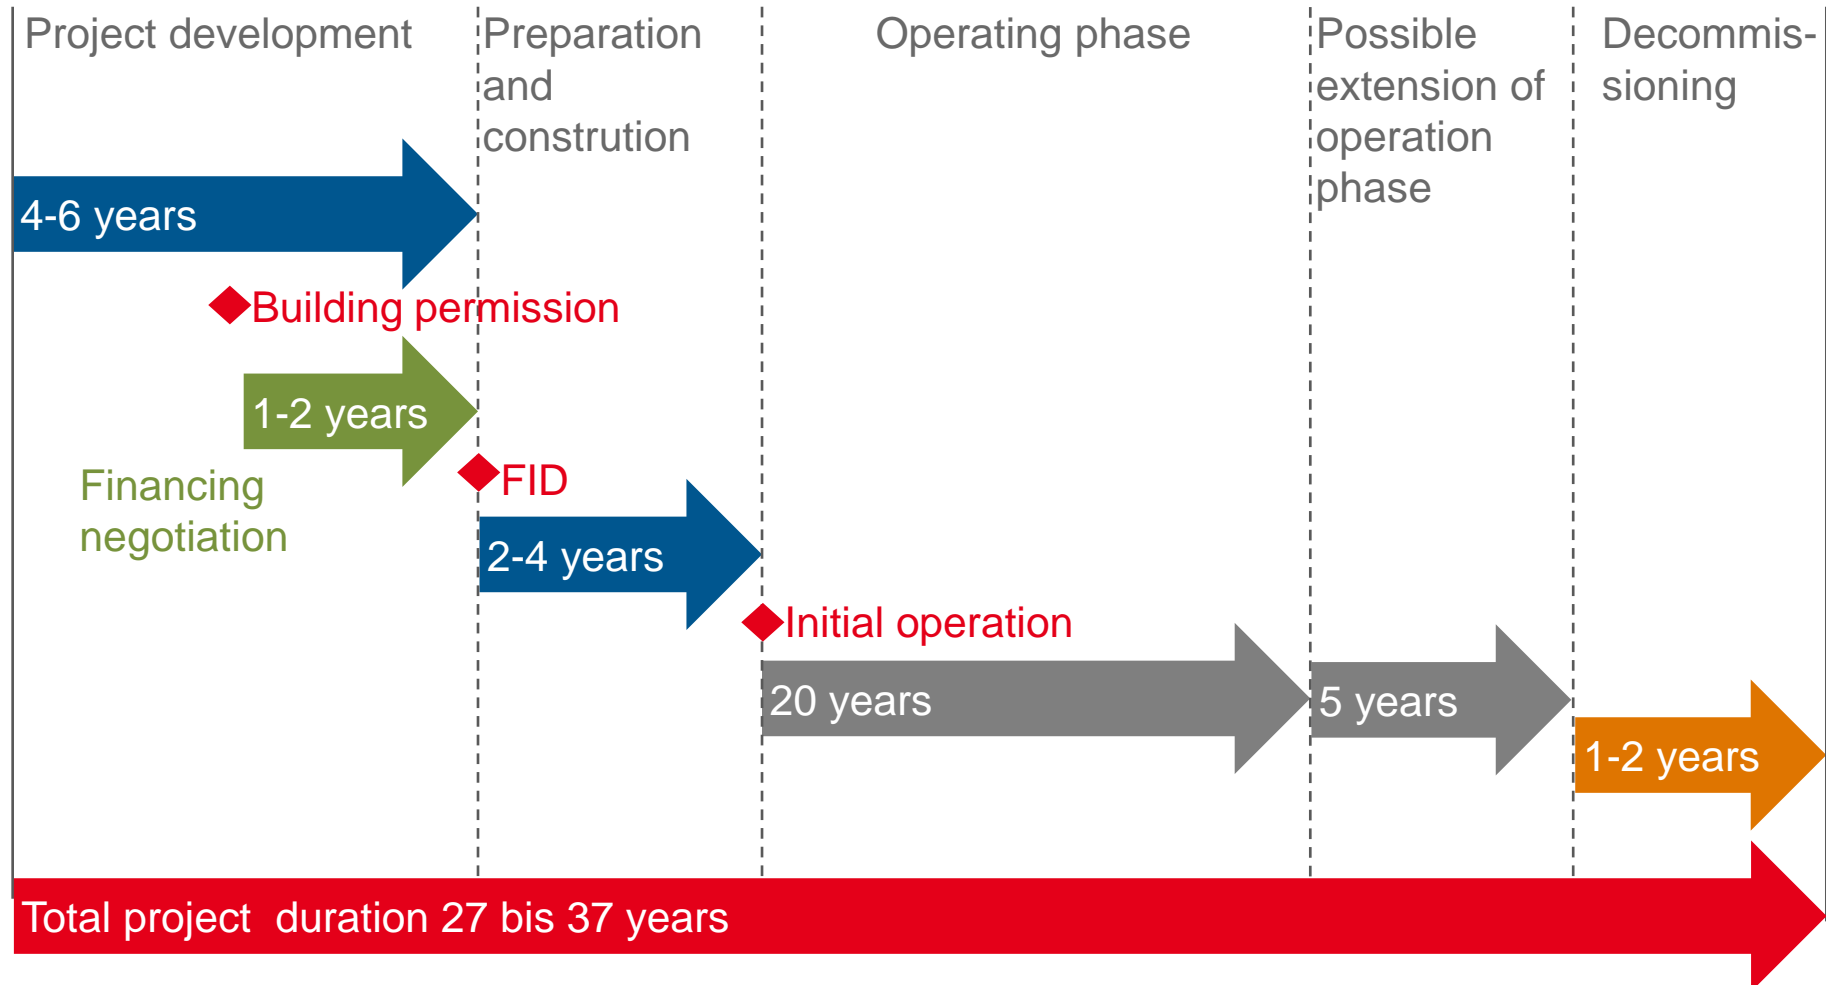 Project development
Preparation
and
constrution
Operating phase
Possible
extension of
operation
phase
Decommis-
sioning
4-6 years
Building permission
1-2 years
Financing
negotiation
FID
2-4 years
Initial operation
20 years
5 years
1-2 years
Total project duration 27 bis 37 years